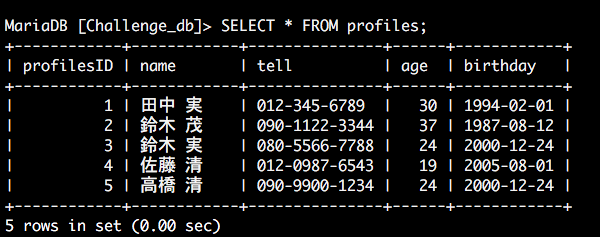 MariaDB [Challenge_db]> SELECT * FROM profiles;
+------------+-----------+---------------+------+------------+
| profilesID | name      | tell          | age  | birthday   |
+------------+-----------+---------------+------+------------+
|          1 | 田中 実 | 012-345-6789  |   30 | 1994-02-01 |
|          2 | 鈴木 茂 | 090-1122-3344 |   37 | 1987-08-12 |
|          3 | 鈴木 実 | 080-5566-7788 |   24 | 2000-12-24 |
|          4 | 佐藤 清 | 012-0987-6543 |   19 | 2005-08-01 |
|          5 | 高橋 清 | 090-9900-1234 |   24 | 2000-12-24 |
+------------+-----------+---------------+------+------------+
5 rows in set (0.00 sec)